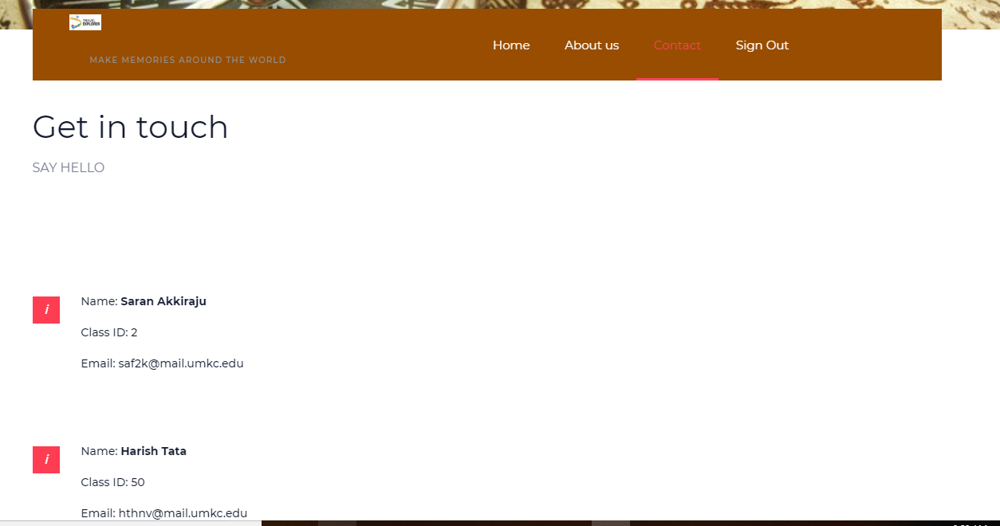 TRAVEL
EXPLORER
MAKE MEMORIES AROUND THE WORLD
Home About us Contact Sign Out
Get in touch
SAY HELLO
i
Name: Saran Akkiraju
Class ID: 2
Email: saf2k@mail.umkc.edu
i
Name: Harish Tata
Class ID: 50
Email: hthnv@mail.umkc.edu